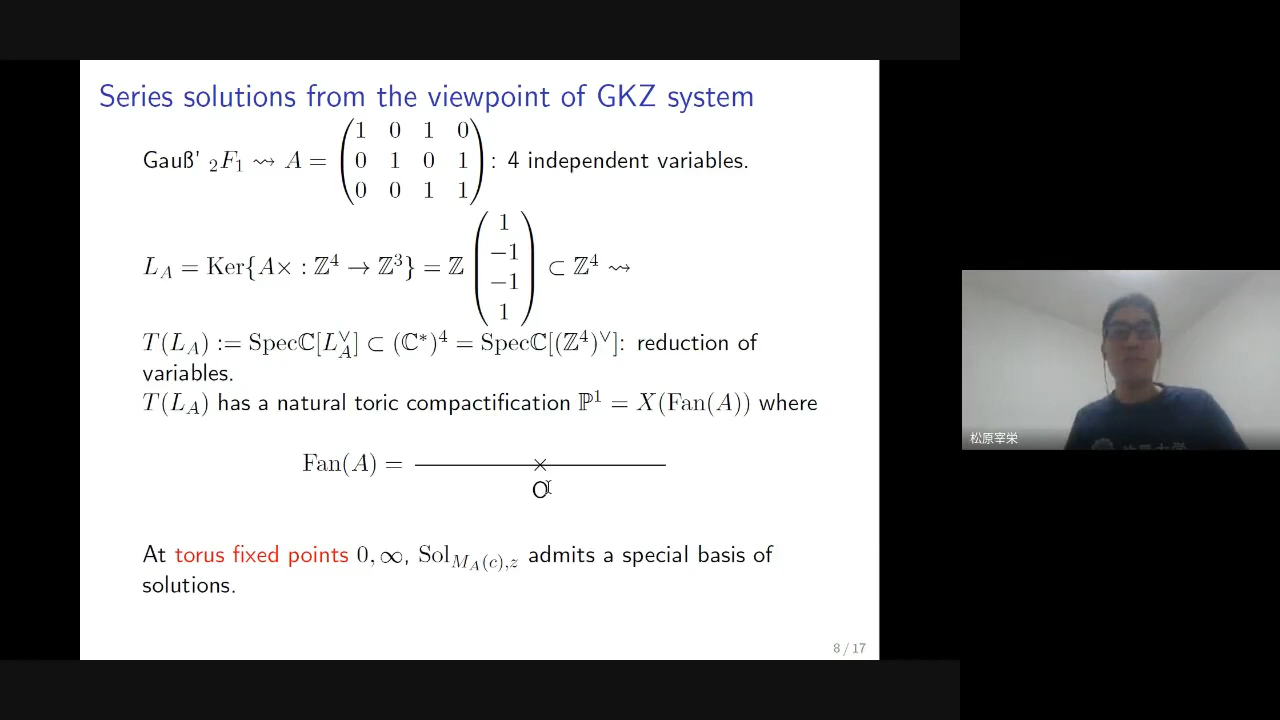 Series solutions from the viewpoint of GKZ system
Gauß' ₂F₁ ⇝ A = (1 0 1 0
0 1 0 1
0 0 1 1) : 4 independent variables.
L_A = Ker{A× : ℤ⁴ → ℤ³} = ℤ (1
−1
−1
1) ⊂ ℤ⁴ ⇝
T(L_A) := Specℂ[L_A^∨] ⊂ (ℂ*)⁴ = Specℂ[(ℤ⁴)^∨]: reduction of
variables.
T(L_A) has a natural toric compactification ℙ¹ = X(Fan(A)) where
Fan(A) = ×
O
At torus fixed points 0, ∞, Sol_{M_A(c),z} admits a special basis of
solutions.
8 / 17
松原宰栄